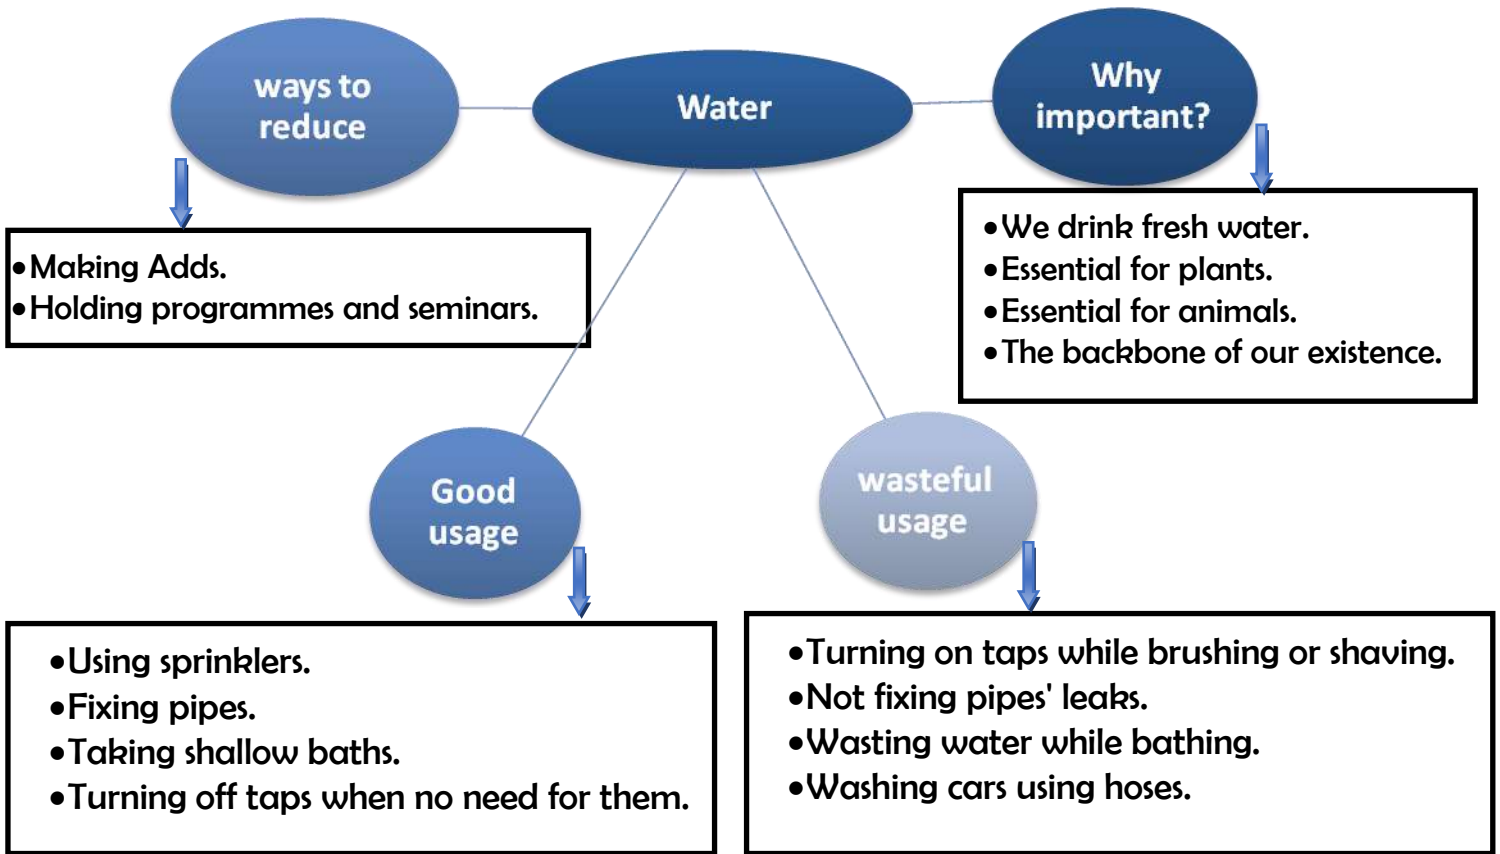 ways to
reduce
Water
Why
important?
•Making Adds.
•Holding programmes and seminars.
•We drink fresh water.
•Essential for plants.
•Essential for animals.
•The backbone of our existence.
Good
usage
wasteful
usage
•Using sprinklers.
•Fixing pipes.
•Taking shallow baths.
•Turning off taps when no need for them.
•Turning on taps while brushing or shaving.
•Not fixing pipes' leaks.
•Wasting water while bathing.
•Washing cars using hoses.